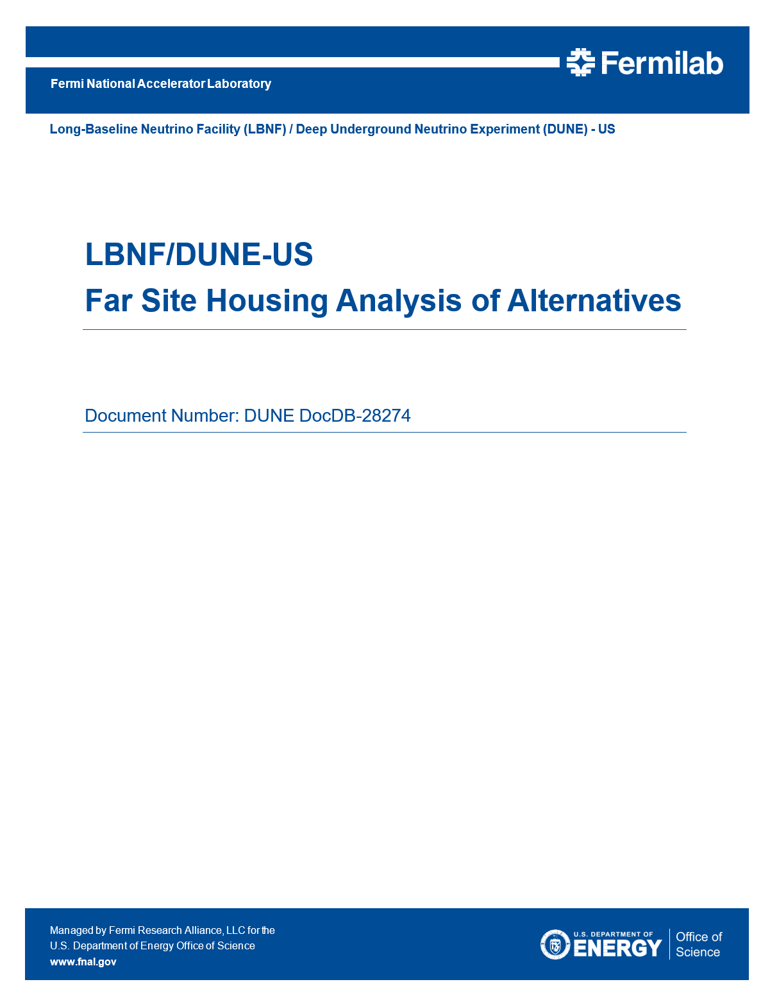 Fermilab
Fermi National Accelerator Laboratory
Long-Baseline Neutrino Facility (LBNF) / Deep Underground Neutrino Experiment (DUNE) - US
LBNF/DUNE-US
Far Site Housing Analysis of Alternatives
Document Number: DUNE DocDB-28274
Managed by Fermi Research Alliance, LLC for the
U.S. Department of Energy Office of Science
www.fnal.gov
U.S. DEPARTMENT OF
ENERGY
Office of
Science